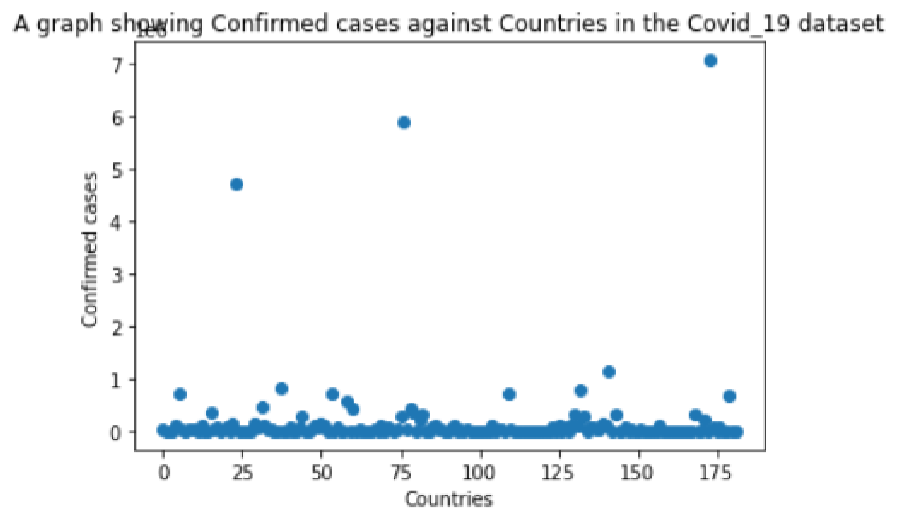 A graph showing Confirmed cases against Countries in the Covid_19 dataset
1e6
7
6
5
4
3
2
1
0
Confirmed cases
0 25 50 75 100 125 150 175
Countries